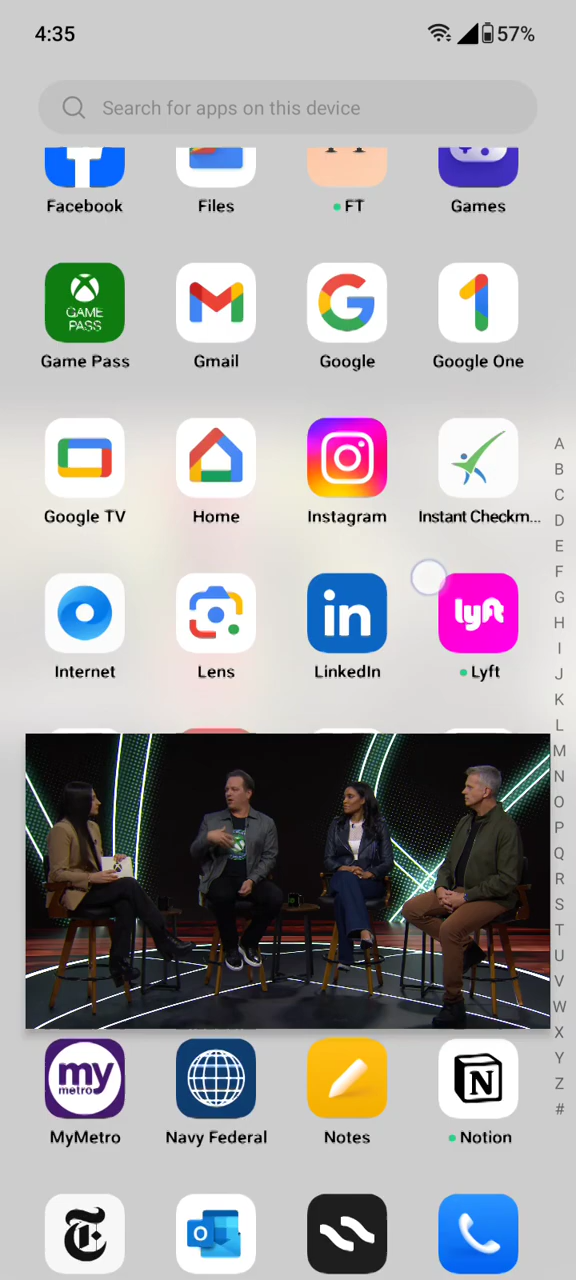 4:35
57%
Search for apps on this device
Facebook
Files
FT
Games
GAME
PASS
Game Pass
Gmail
Google
Google One
Google TV
Home
Instagram
Instant Checkm...
in
lyft
Internet
Lens
LinkedIn
Lyft
my
metro
N
MyMetro
Navy Federal
Notes
Notion
T
O
A
B
C
D
E
F
G
H
I
J
K
L
M
N
O
P
Q
R
S
T
U
V
W
X
Y
Z
#